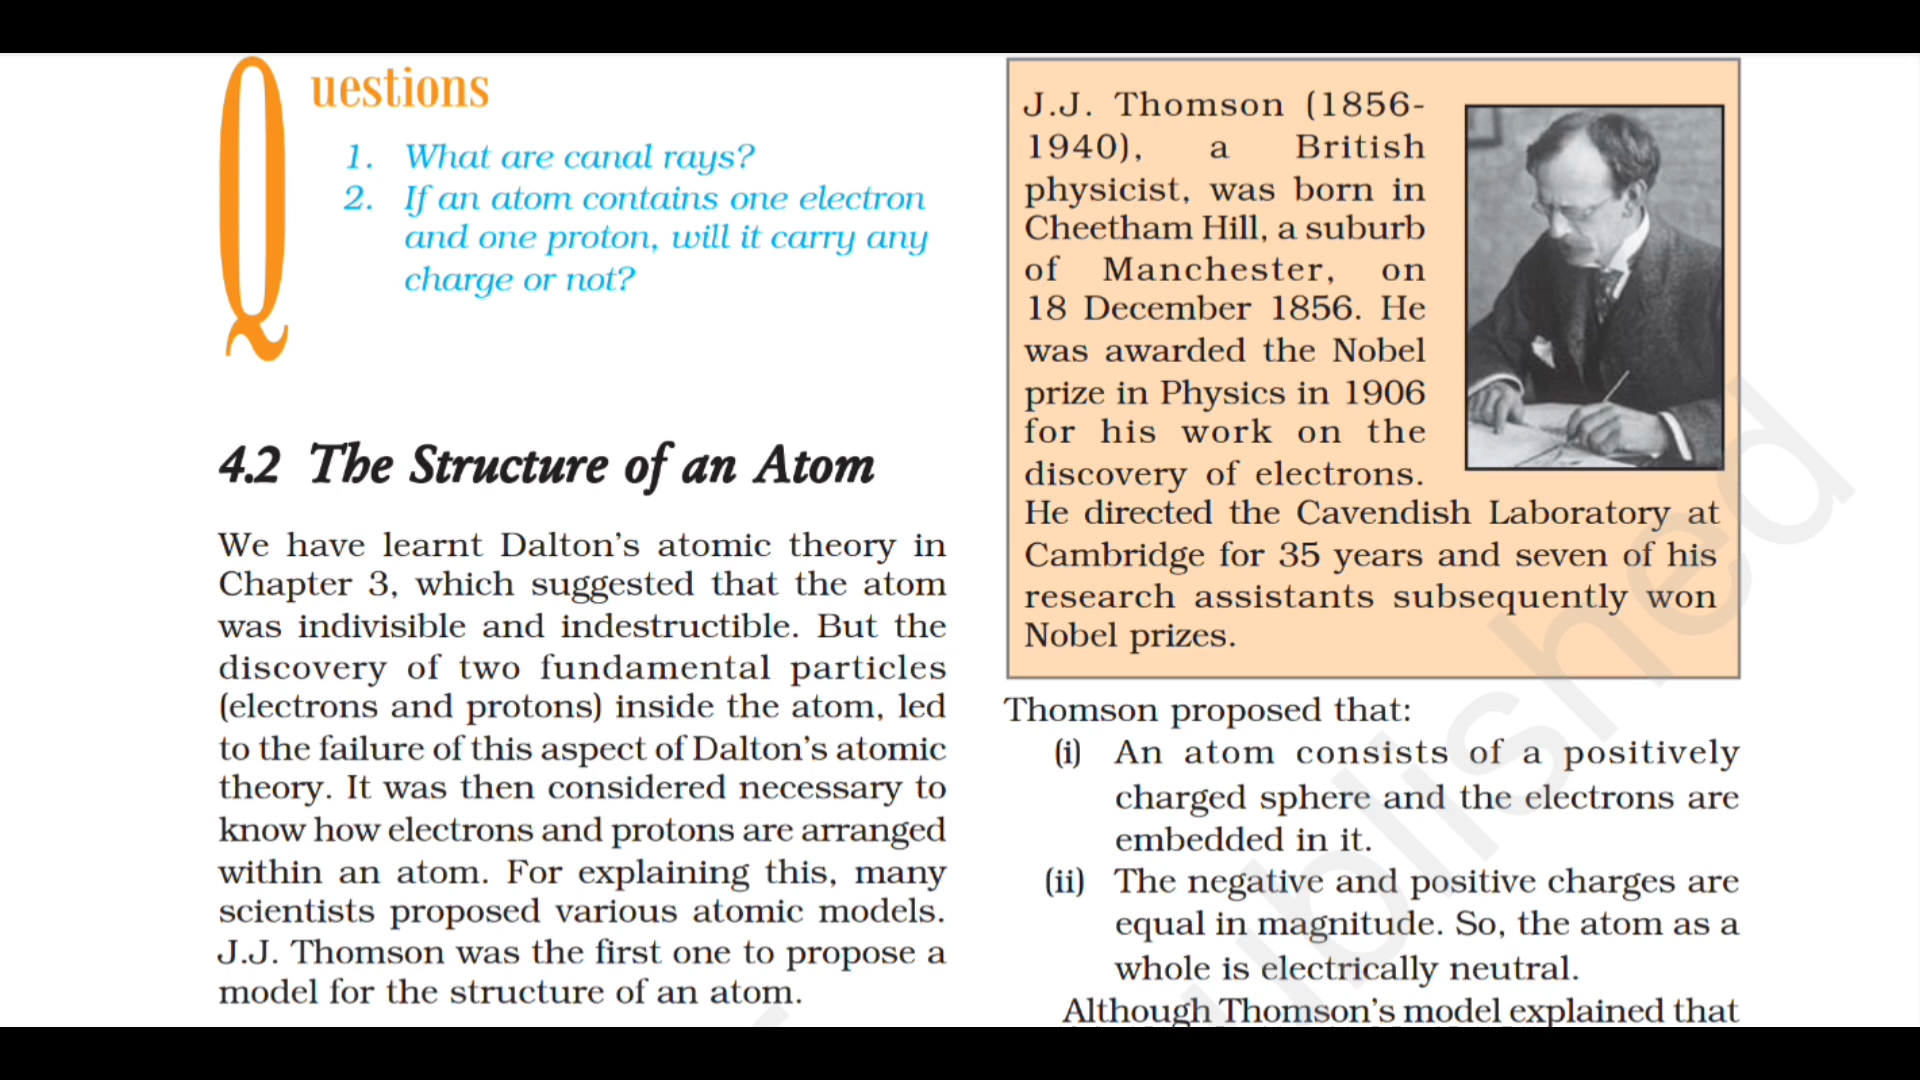 Questions
1. What are canal rays?
2. If an atom contains one electron
and one proton, will it carry any
charge or not?
4.2 The Structure of an Atom
We have learnt Dalton’s atomic theory in
Chapter 3, which suggested that the atom
was indivisible and indestructible. But the
discovery of two fundamental particles
(electrons and protons) inside the atom, led
to the failure of this aspect of Dalton’s atomic
theory. It was then considered necessary to
know how electrons and protons are arranged
within an atom. For explaining this, many
scientists proposed various atomic models.
J.J. Thomson was the first one to propose a
model for the structure of an atom.
J.J. Thomson (1856-
1940), a British
physicist, was born in
Cheetham Hill, a suburb
of Manchester, on
18 December 1856. He
was awarded the Nobel
prize in Physics in 1906
for his work on the
discovery of electrons.
He directed the Cavendish Laboratory at
Cambridge for 35 years and seven of his
research assistants subsequently won
Nobel prizes.
Thomson proposed that:
(i) An atom consists of a positively
charged sphere and the electrons are
embedded in it.
(ii) The negative and positive charges are
equal in magnitude. So, the atom as a
whole is electrically neutral.
Although Thomson’s model explained that